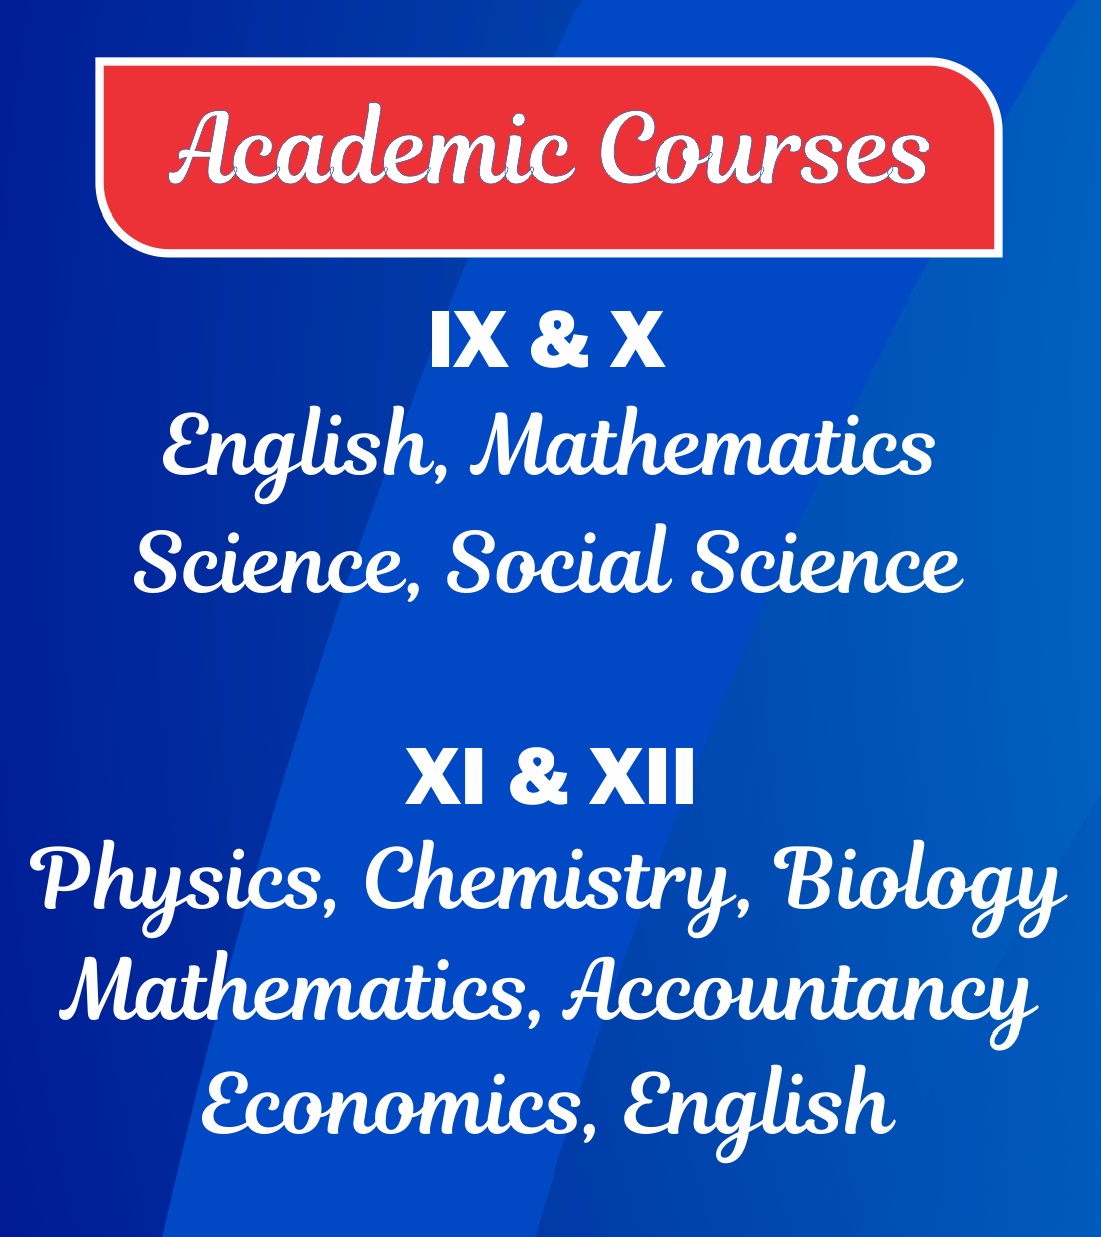 Academic Courses
IX & X
English, Mathematics
Science, Social Science
XI & XII
Physics, Chemistry, Biology
Mathematics, Accountancy
Economics, English